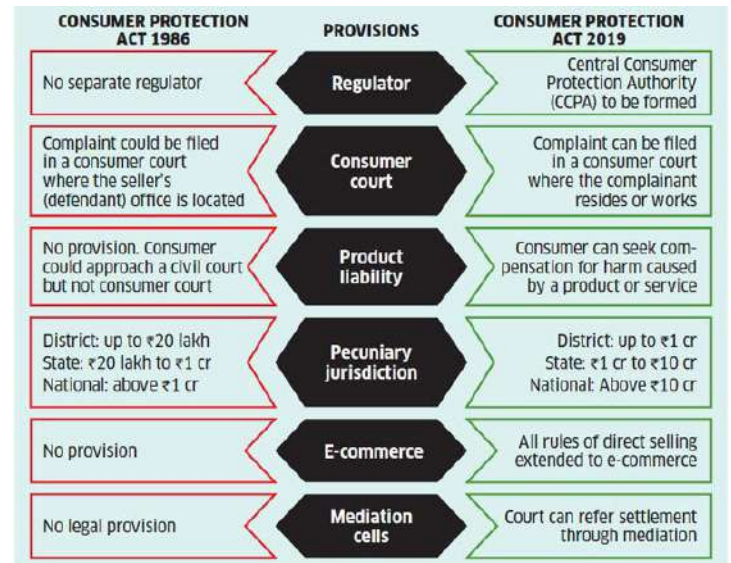 CONSUMER PROTECTION
ACT 1986
PROVISIONS
CONSUMER PROTECTION
ACT 2019
No separate regulator
Regulator
Central Consumer
Protection Authority
(CCPA) to be formed
Complaint could be filed
in a consumer court
where the seller's
(defendant) office is located
Consumer
court
Complaint can be filed
in a consumer court
where the complainant
resides or works
No provision. Consumer
could approach a civil court
but not consumer court
Product
liability
Consumer can seek com-
pensation for harm caused
by a product or service
District: up to ₹20 lakh
State: ₹20 lakh to ₹1 cr
National: above ₹1 cr
Pecuniary
jurisdiction
District: up to ₹1 cr
State: ₹1 cr to ₹10 cr
National: Above ₹10 cr
No provision
E-commerce
All rules of direct selling
extended to e-commerce
No legal provision
Mediation
cells
Court can refer settlement
through mediation